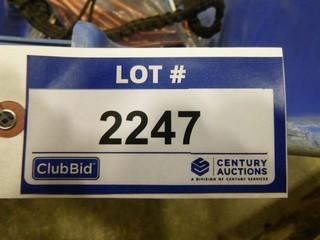 LOT #
2247
ClubBid
CENTURY
AUCTIONS
A DIVISION OF CENTURY SERVICES